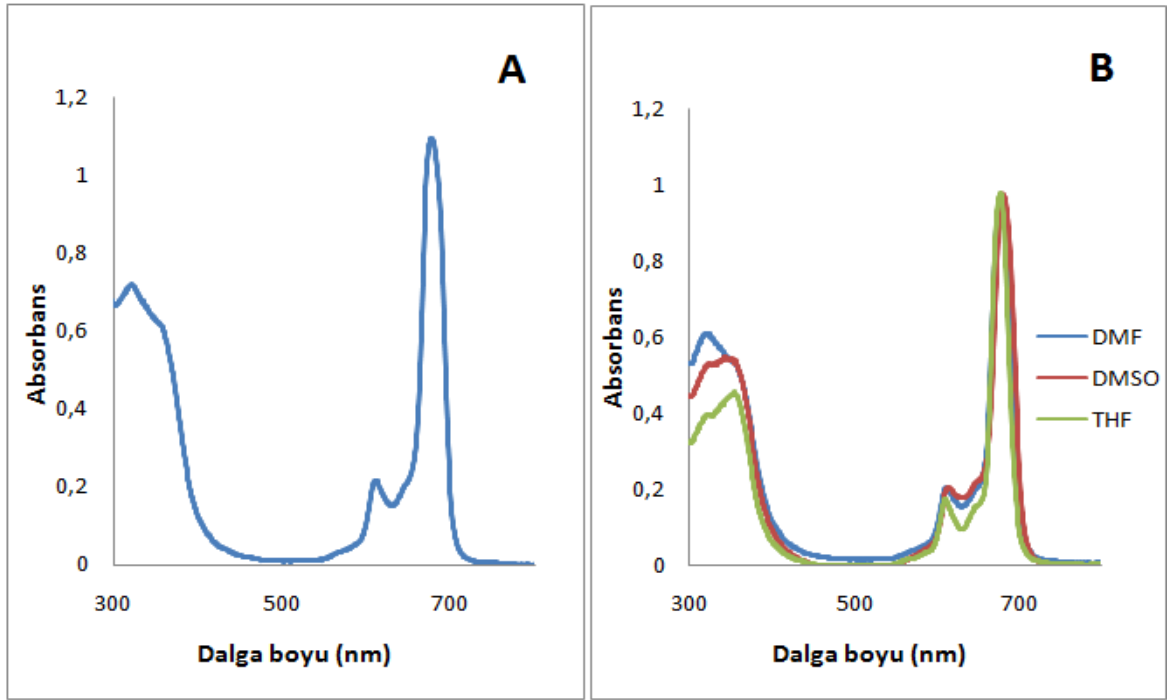 A
1,2
1
0,8
0,6
0,4
0,2
0
Absorbans
300 500 700
Dalga boyu (nm)
B
1,2
1
0,8
0,6
0,4
0,2
0
Absorbans
300 500 700
Dalga boyu (nm)
DMF
DMSO
THF